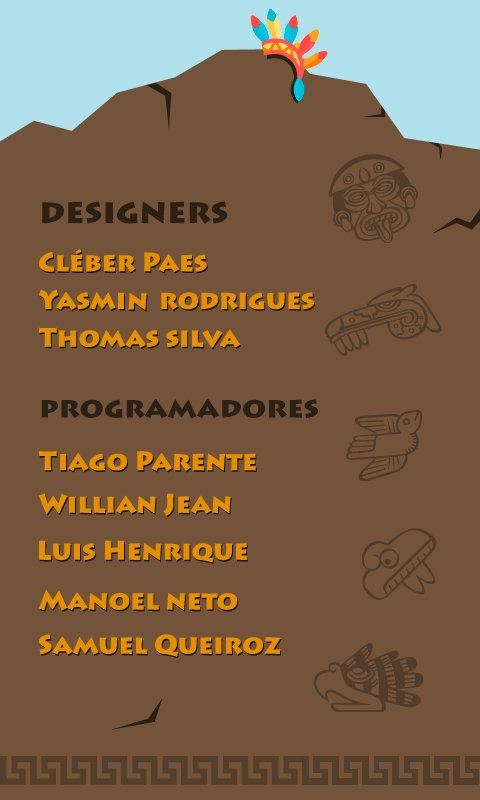 DESIGNERS
Cléber Paes
Yasmin rodrigues
Thomas silva
PROGRAMADORES
Tiago Parente
Willian Jean
Luis Henrique
Manoel neto
Samuel Queiroz